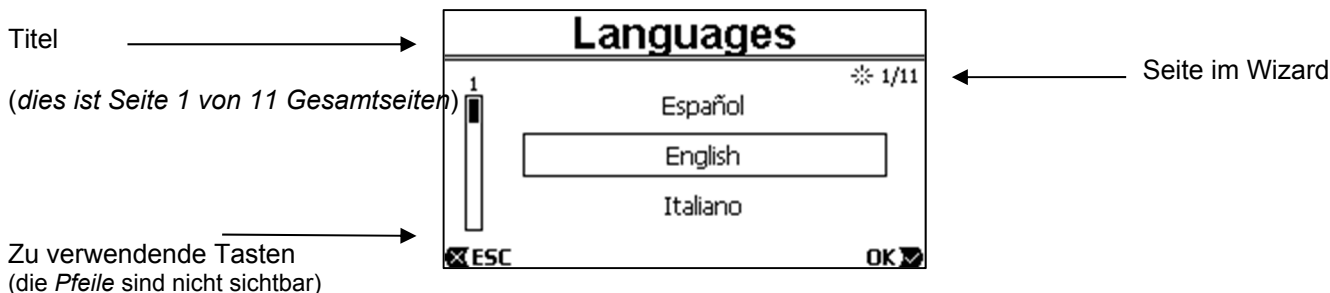 Languages
Titel
Seite im Wizard
1/11
1
(dies ist Seite 1 von 11 Gesamtseiten)
Español
English
Italiano
Zu verwendende Tasten
(die Pfeile sind nicht sichtbar)
ESC
OK